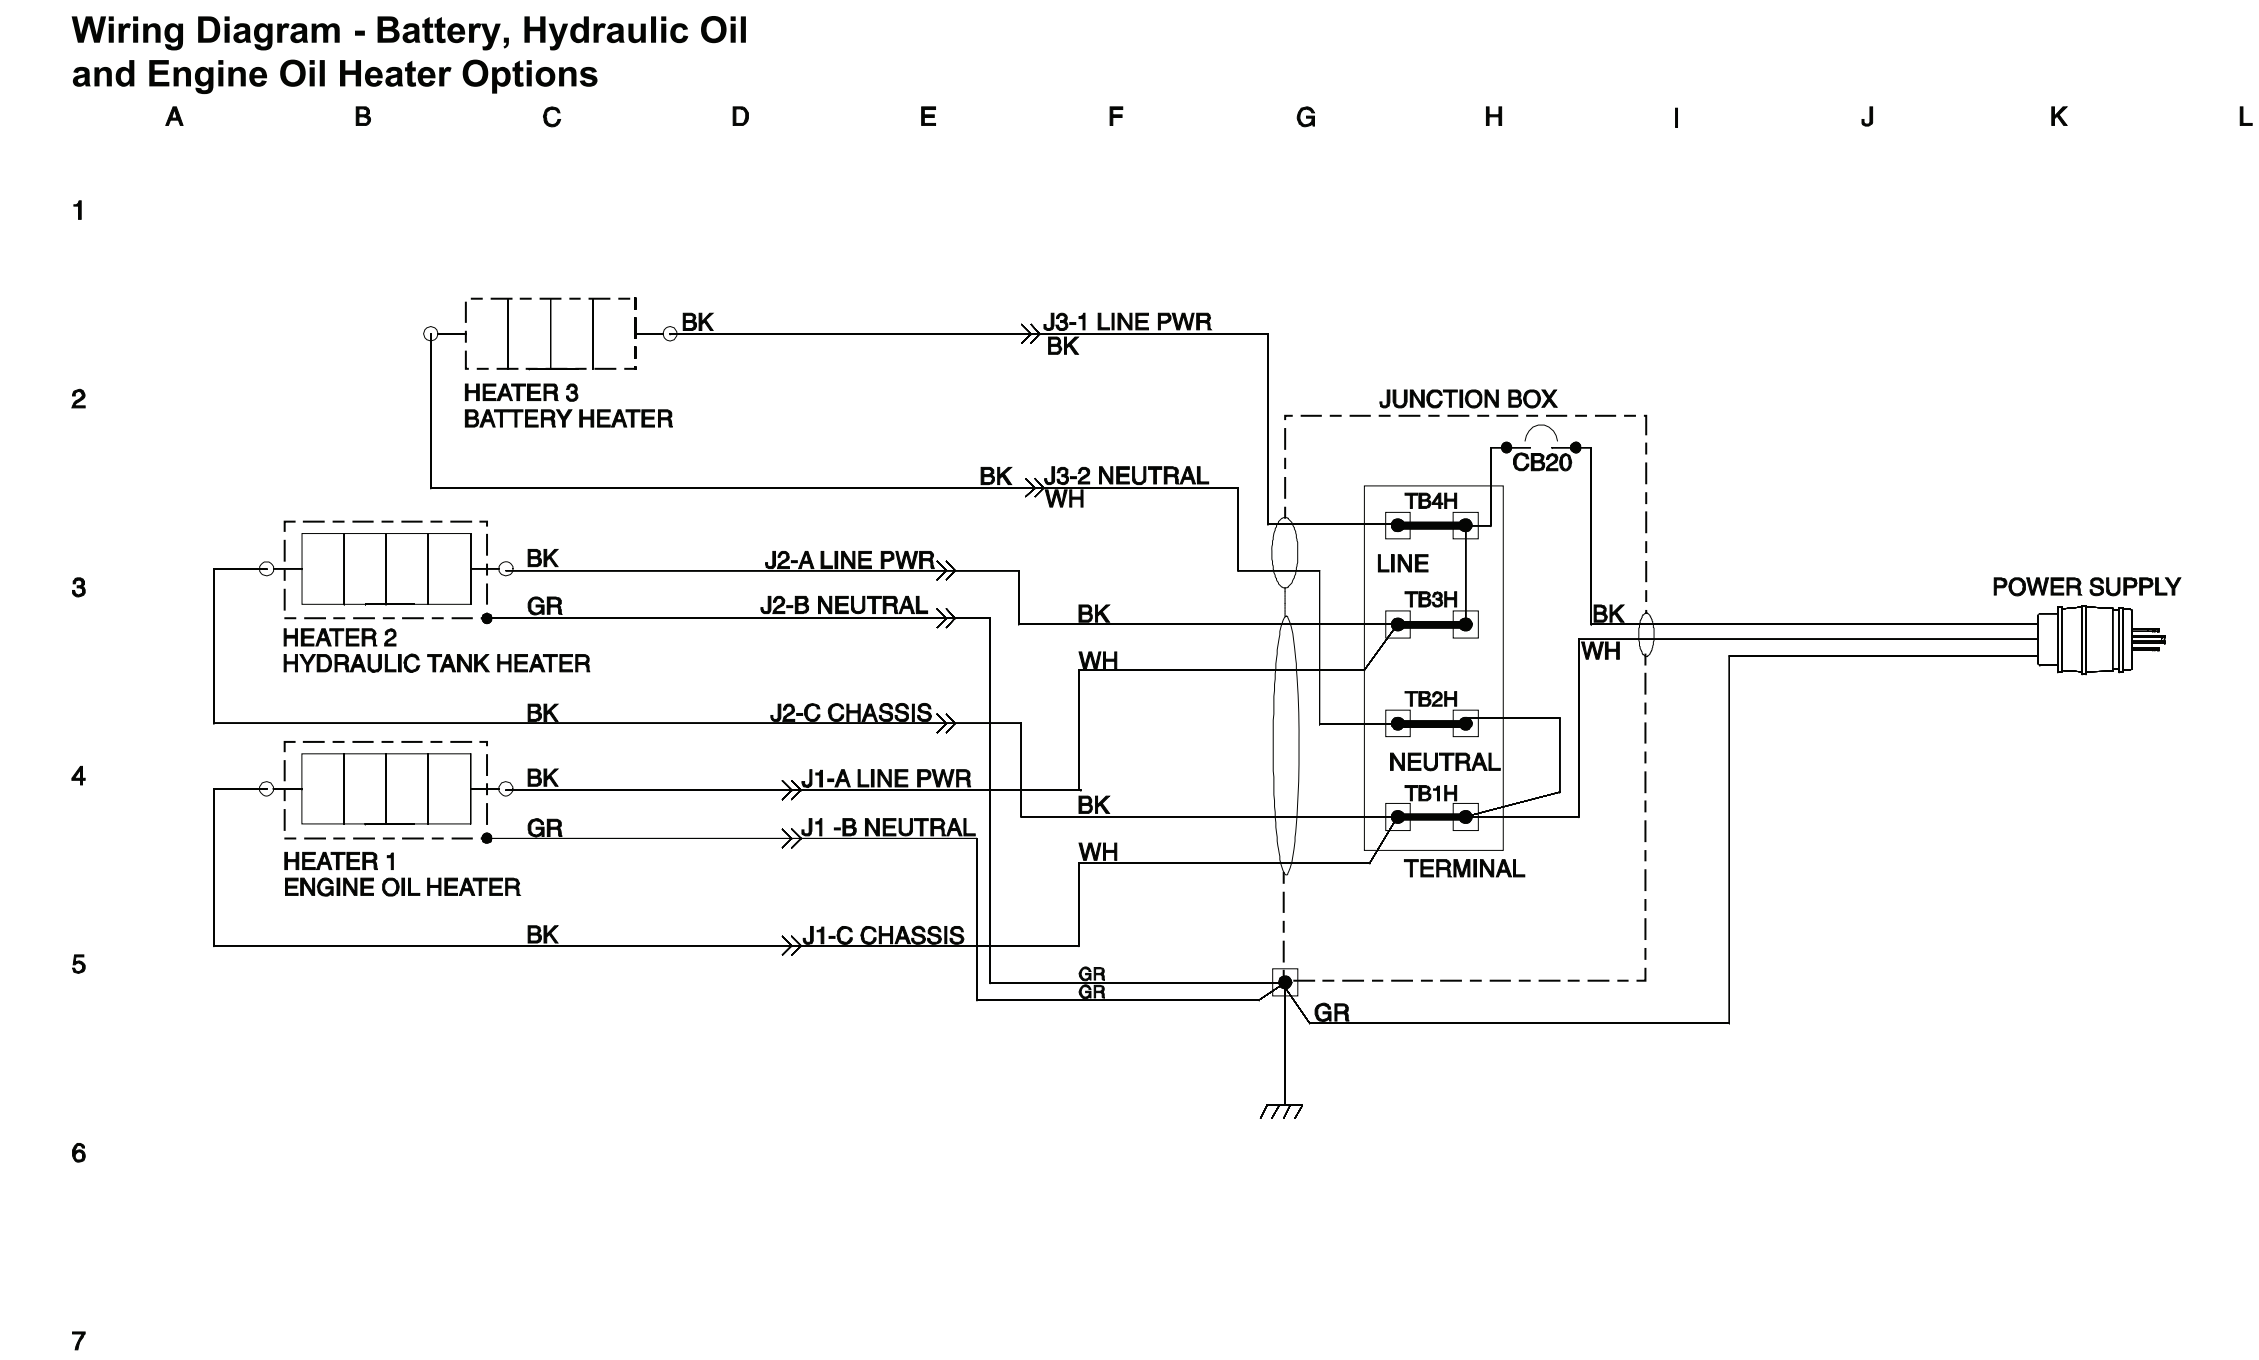 Wiring Diagram - Battery, Hydraulic Oil
and Engine Oil Heater Options
A B C D E F G H I J K L
1
BK J3-1 LINE PWR
BK
HEATER 3
BATTERY HEATER
2
JUNCTION BOX
CB20
BK J3-2 NEUTRAL
WH
TB4H
LINE
BK J2-A LINE PWR
3
GR J2-B NEUTRAL
TB3H
POWER SUPPLY
BK
BK
WH
HEATER 2
HYDRAULIC TANK HEATER
WH
TB2H
BK J2-C CHASSIS
NEUTRAL
4
BK J1-A LINE PWR
TB1H
BK
GR J1 -B NEUTRAL
WH
HEATER 1
ENGINE OIL HEATER
TERMINAL
BK J1-C CHASSIS
5
GR
GR
GR
6
7